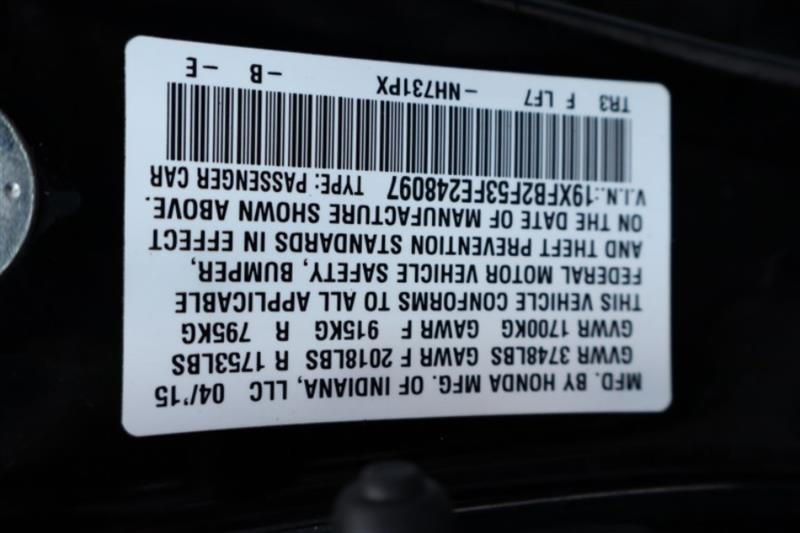 MFD. BY HONDA MFG. OF INDIANA, LLC 04/'15
GVWR 3748LBS GAWR F 2018LBS R 1753LBS
GVWR 1700KG GAWR F 915KG R 795KG
THIS VEHICLE CONFORMS TO ALL APPLICABLE
FEDERAL MOTOR VEHICLE SAFETY, BUMPER,
AND THEFT PREVENTION STANDARDS IN EFFECT
ON THE DATE OF MANUFACTURE SHOWN ABOVE.
V.I.N.:19XFB2F53FE248097 TYPE: PASSENGER CAR
TR3 F LF7 -NH731PX -B -E